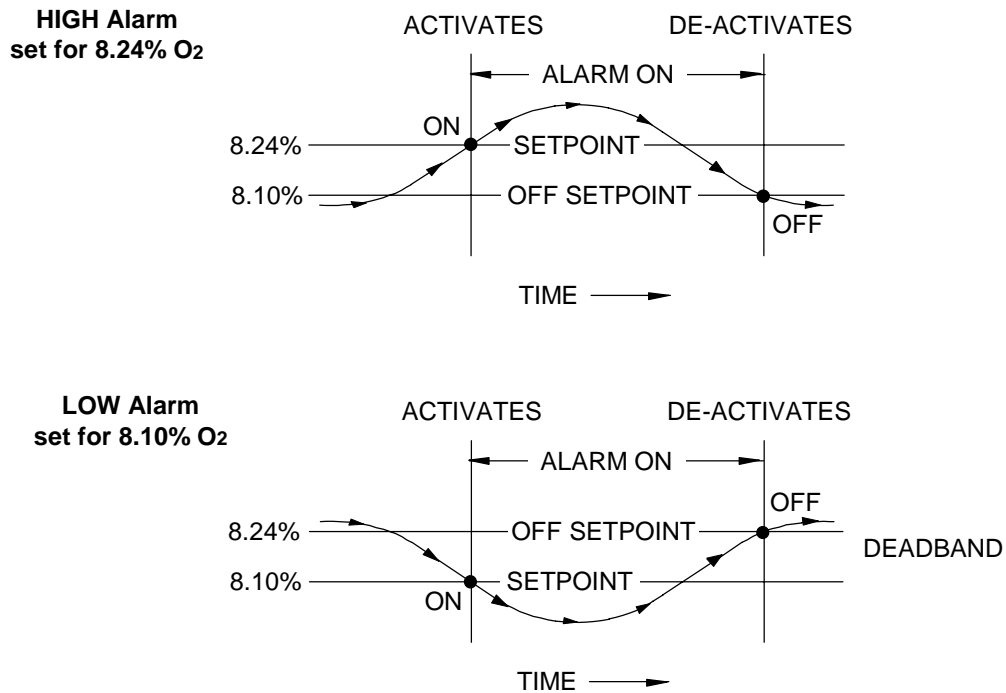 HIGH Alarm
set for 8.24% O2
ACTIVATES
DE-ACTIVATES
ALARM ON
ON
8.24%
SETPOINT
8.10%
OFF SETPOINT
OFF
TIME
LOW Alarm
set for 8.10% O2
ACTIVATES
DE-ACTIVATES
ALARM ON
OFF
8.24%
OFF SETPOINT
DEADBAND
8.10%
SETPOINT
ON
TIME